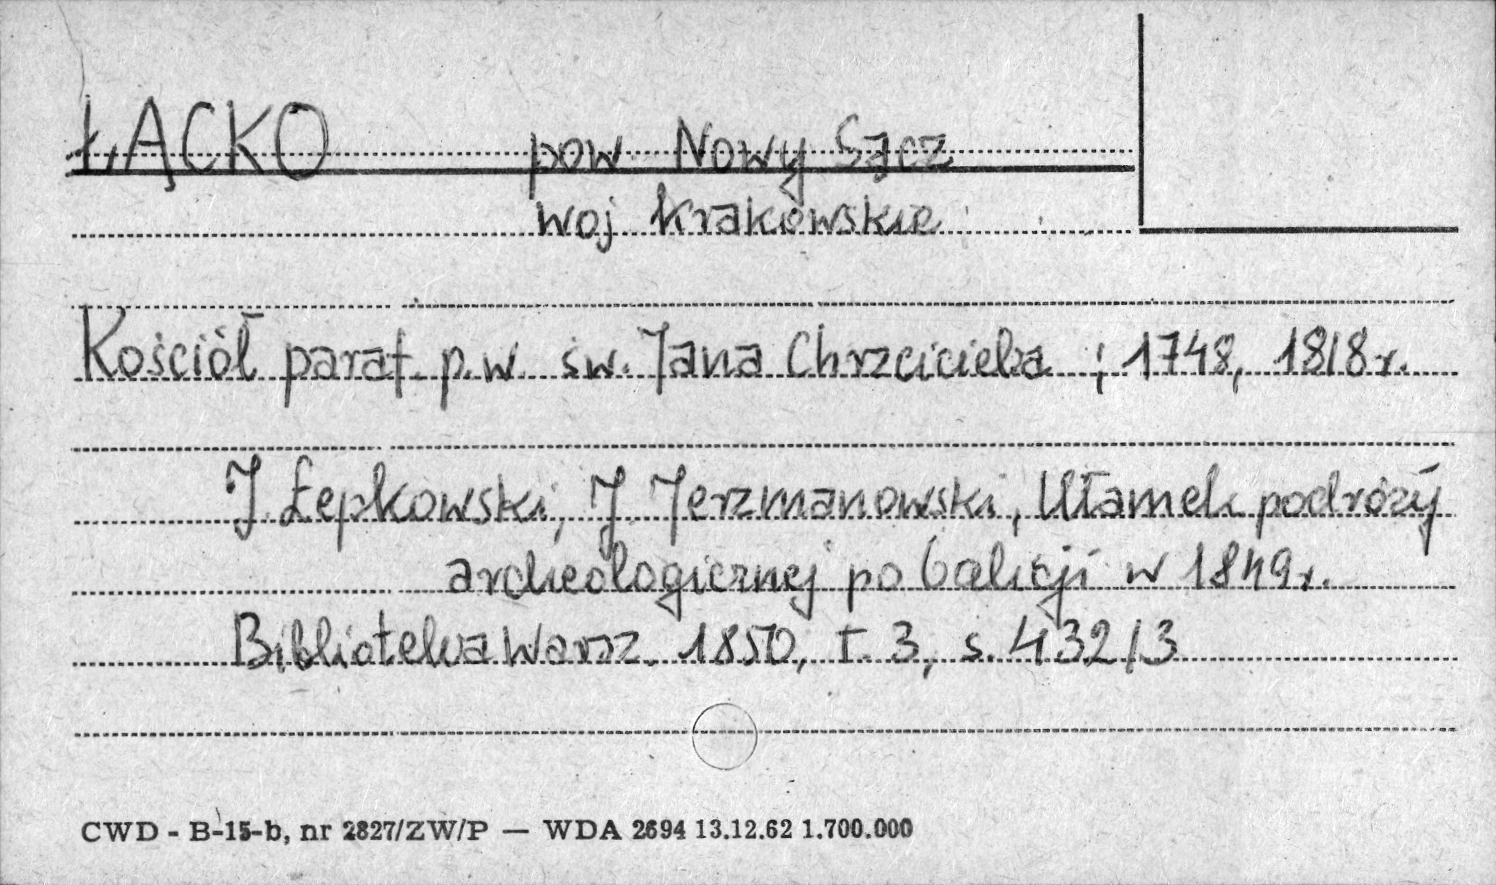 ŁĄCKO pow. Nowy Sącz
woj. krakowskie
Kościół paraf. p.w. św. Jana Chrzciciela ; 1748, 1818 r.
J. Łepkowski, J. Jerzmanowski, Ułamek podróży
archeologicznej po Galicji w 1849 r.
Biblioteka Warsz. 1850, T. 3, s. 432/3
CWD - B-15-b, nr 2827/ZW/P — WDA 2694 13.12.62 1.700.000